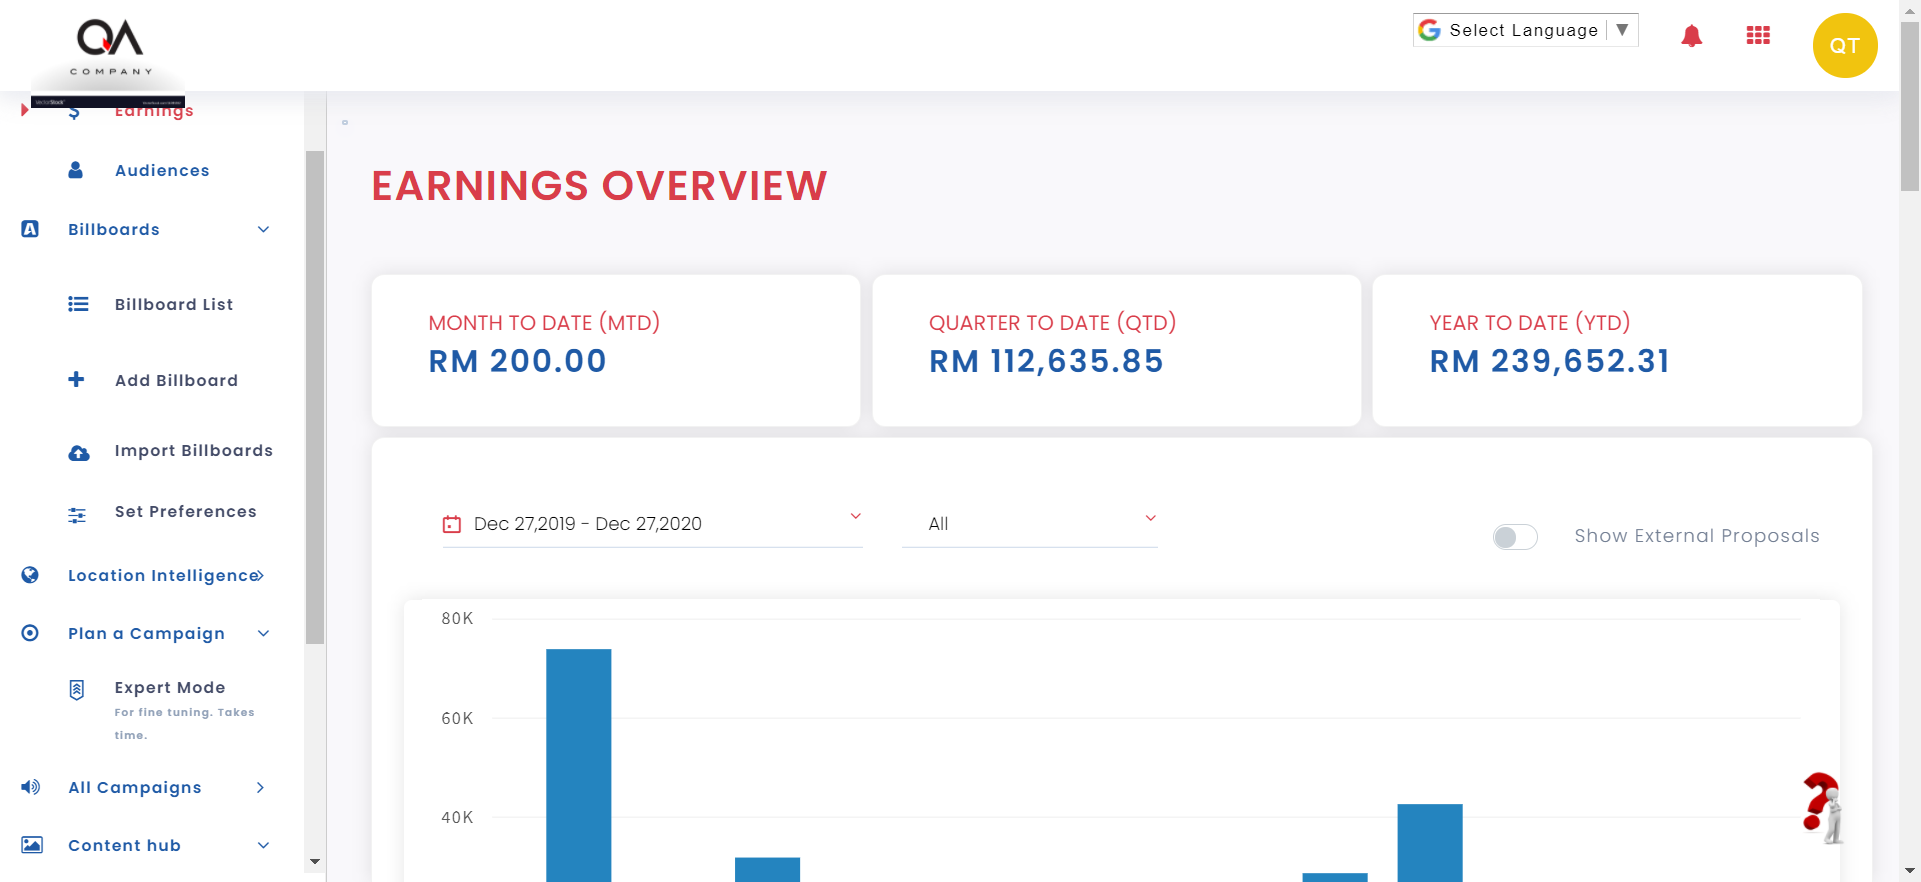 QA
COMPANY
Select Language
QT
Earnings
Audiences
Billboards
Billboard List
Add Billboard
Import Billboards
Set Preferences
Location Intelligence
Plan a Campaign
Expert Mode
For fine tuning. Takes
time.
All Campaigns
Content hub
EARNINGS OVERVIEW
MONTH TO DATE (MTD)
RM 200.00
QUARTER TO DATE (QTD)
RM 112,635.85
YEAR TO DATE (YTD)
RM 239,652.31
Dec 27,2019 - Dec 27,2020
All
Show External Proposals
80K
60K
40K